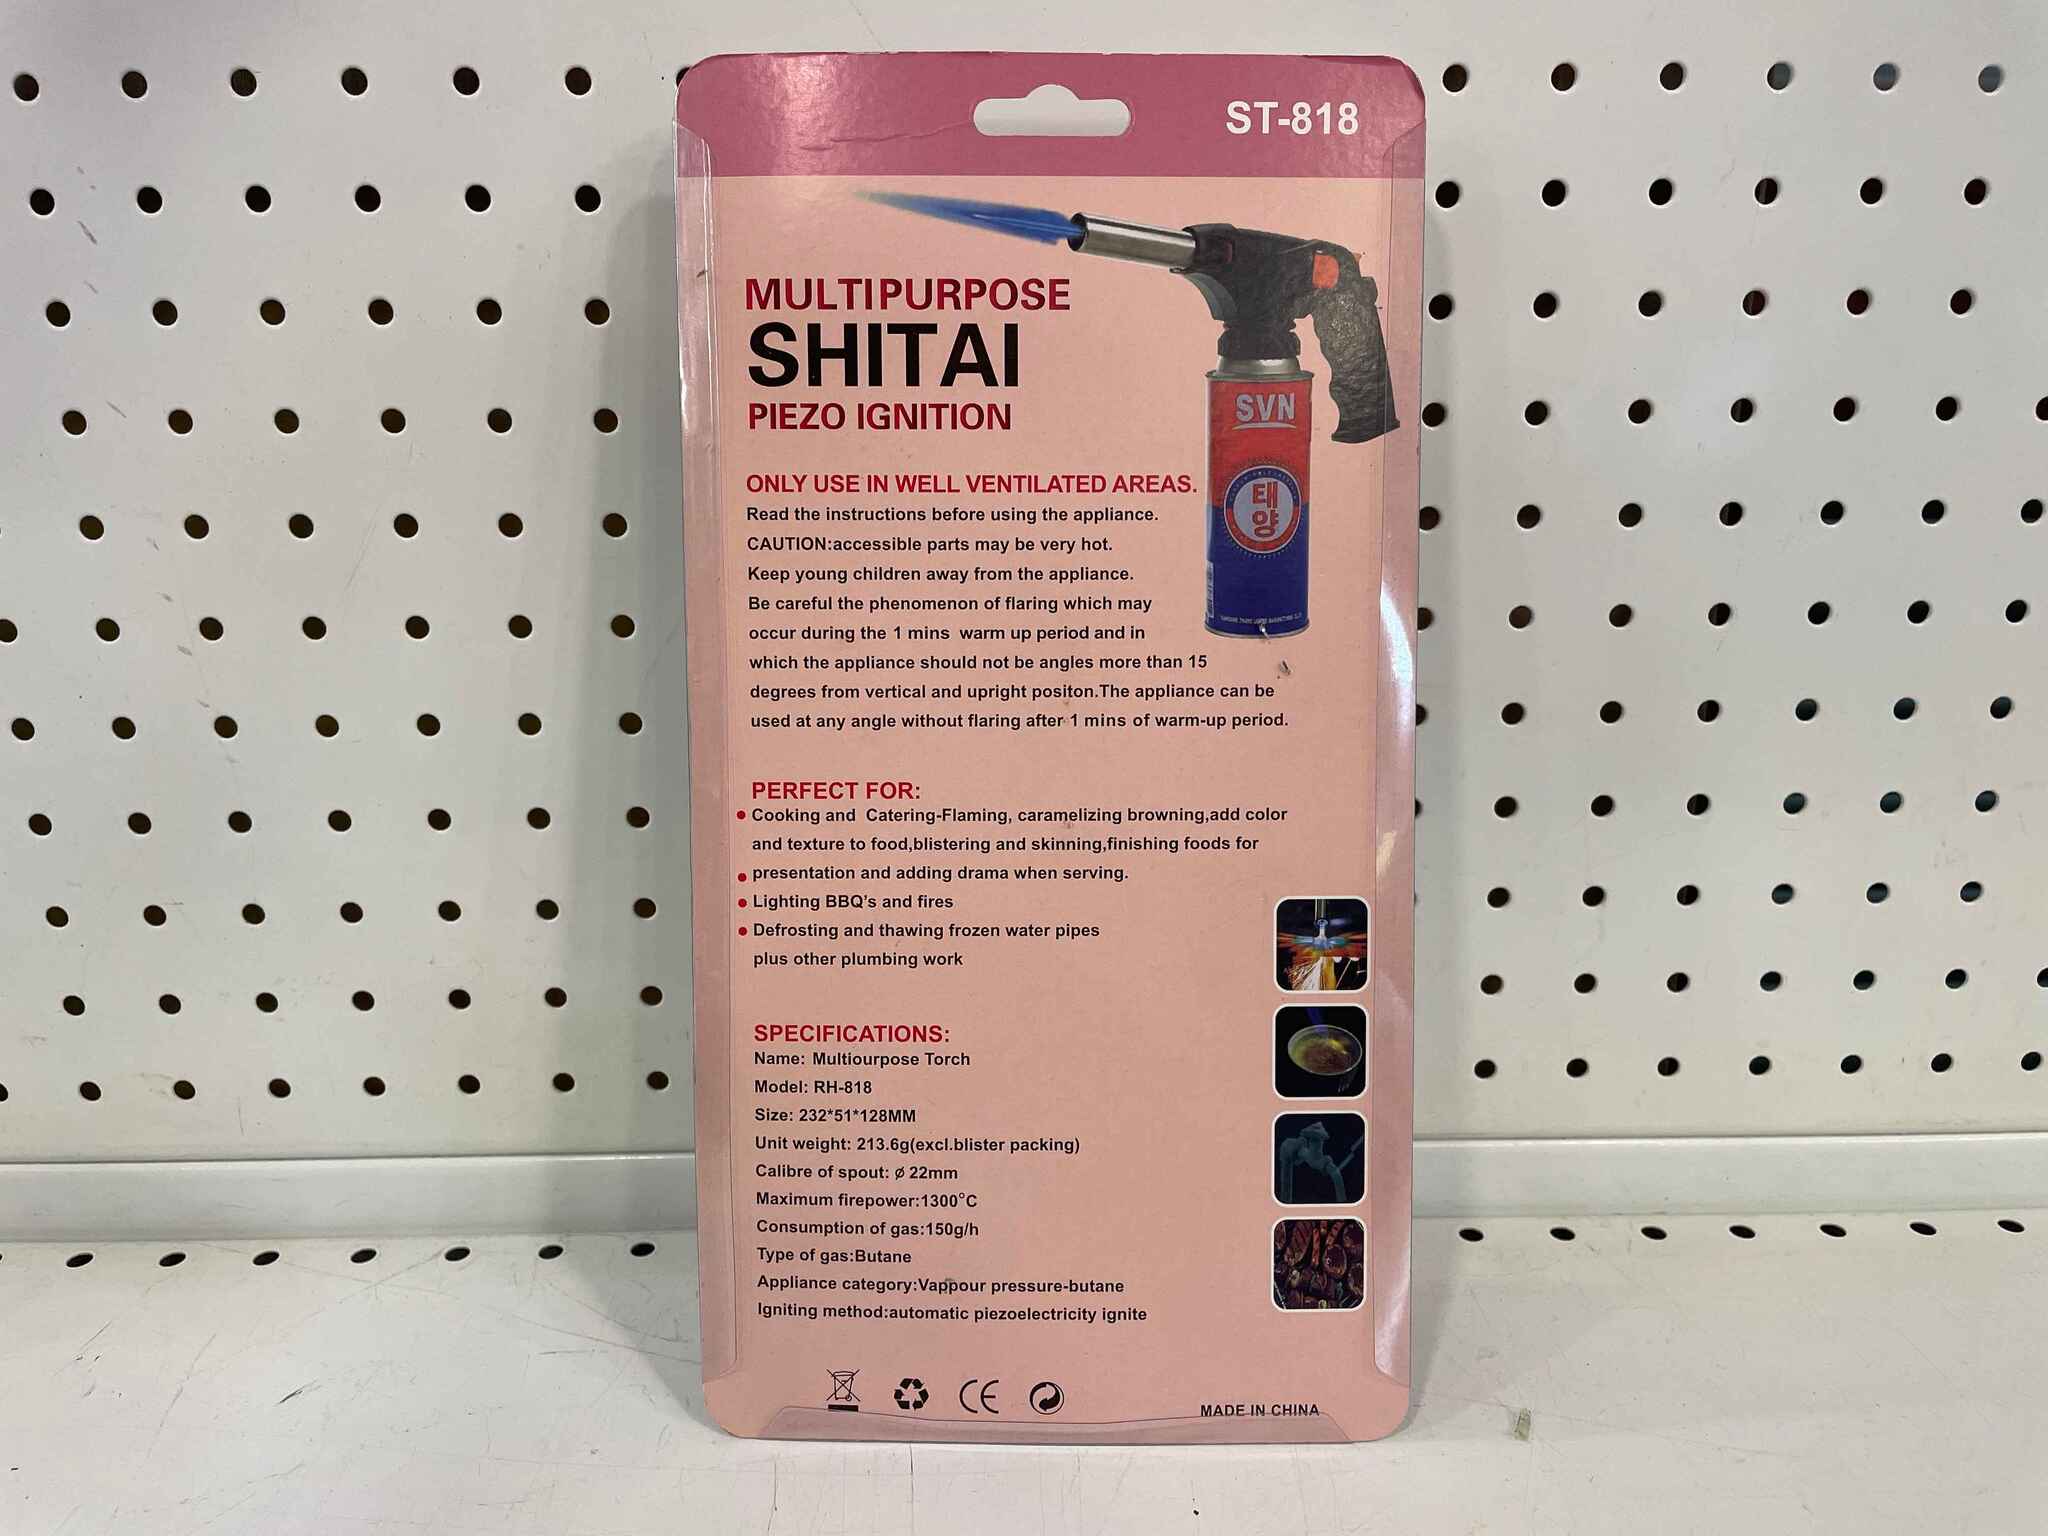 ST-818
MULTIPURPOSE
SHITAI
PIEZO IGNITION
SVN
태
양
ONLY USE IN WELL VENTILATED AREAS.
Read the instructions before using the appliance.
CAUTION:accessible parts may be very hot.
Keep young children away from the appliance.
Be careful the phenomenon of flaring which may
occur during the 1 mins warm up period and in
which the appliance should not be angles more than 15
degrees from vertical and upright positon.The appliance can be
used at any angle without flaring after 1 mins of warm-up period.
PERFECT FOR:
Cooking and Catering-Flaming, caramelizing browning,add color
and texture to food,blistering and skinning,finishing foods for
presentation and adding drama when serving.
Lighting BBQ's and fires
Defrosting and thawing frozen water pipes
plus other plumbing work
SPECIFICATIONS:
Name: Multiourpose Torch
Model: RH-818
Size: 232*51*128MM
Unit weight: 213.6g(excl.blister packing)
Calibre of spout: ø 22mm
Maximum firepower:1300°C
Consumption of gas:150g/h
Type of gas:Butane
Appliance category:Vappour pressure-butane
Igniting method:automatic piezoelectricity ignite
CE
MADE IN CHINA